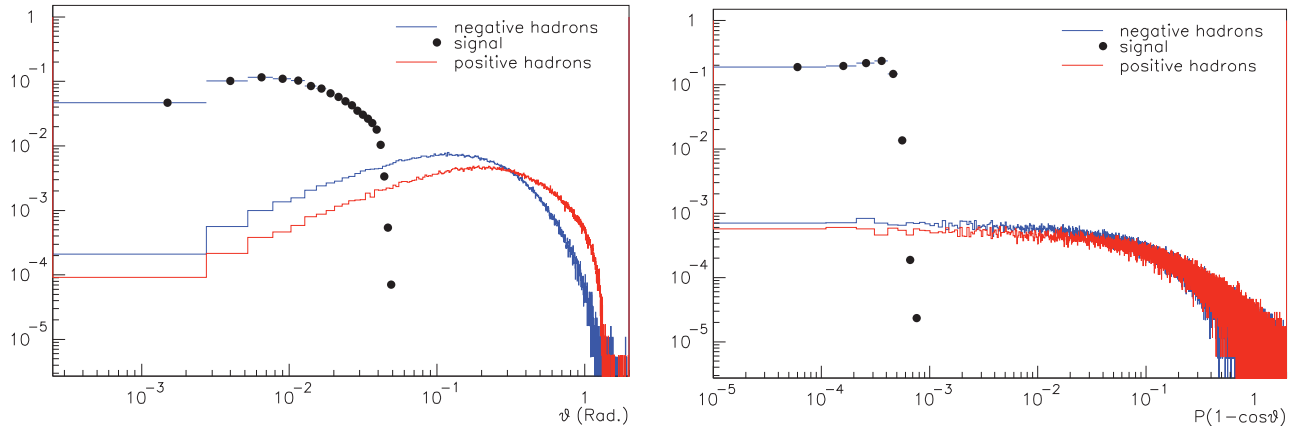 negative hadrons
signal
positive hadrons
1
10⁻¹
10⁻²
10⁻³
10⁻⁴
10⁻⁵
10⁻³ 10⁻² 10⁻¹ 1
ϑ (Rad.)
negative hadrons
signal
positive hadrons
1
10⁻¹
10⁻²
10⁻³
10⁻⁴
10⁻⁵
10⁻⁵ 10⁻⁴ 10⁻³ 10⁻² 10⁻¹ 1
P(1−cosϑ)